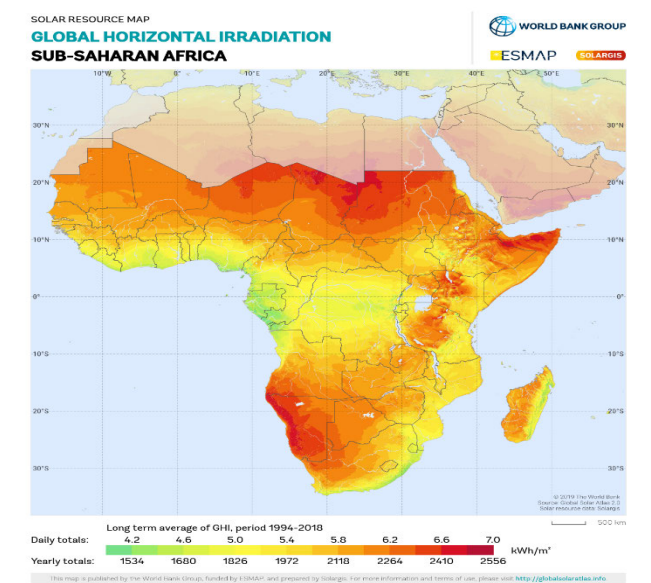 SOLAR RESOURCE MAP
GLOBAL HORIZONTAL IRRADIATION
SUB-SAHARAN AFRICA
WORLD BANK GROUP
ESMAP
SOLARGIS
10°W 0° 10°E 20°E 30°E 40°E 50°E
30°N 30°N
20°N 20°N
10°N 10°N
0° 0°
10°S 10°S
20°S 20°S
30°S 30°S
© 2019 The World Bank
Source: Global Solar Atlas 2.0
Solar resource data: Solargis
500 km
Long term average of GHI, period 1994-2018
Daily totals: 4.2 4.6 5.0 5.4 5.8 6.2 6.6 7.0
kWh/m²
Yearly totals: 1534 1680 1826 1972 2118 2264 2410 2556
This map is published by the World Bank Group, funded by ESMAP, and prepared by Solargis. For more information and terms of use, please visit http://globalsolaratlas.info